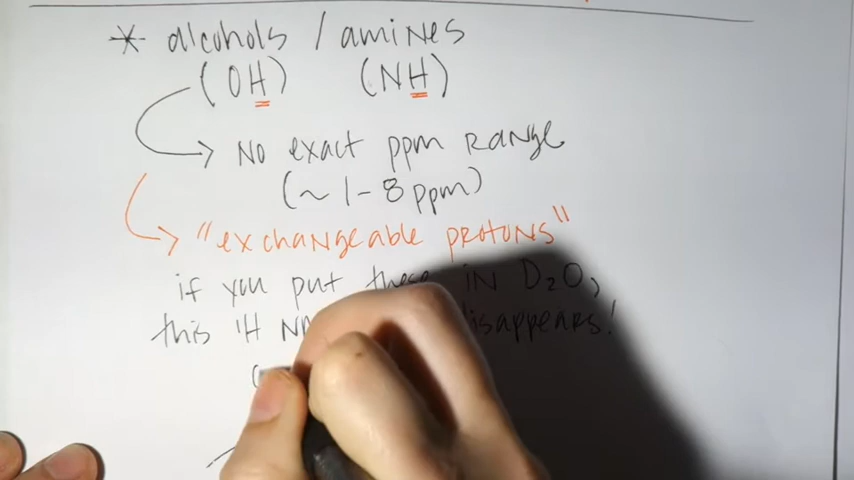 * alcohols / amines
(OH) (NH)
No exact ppm range
(~ 1-8 ppm)
"exchangeable protons"
if you put these in D₂O,
this ¹H disappears!